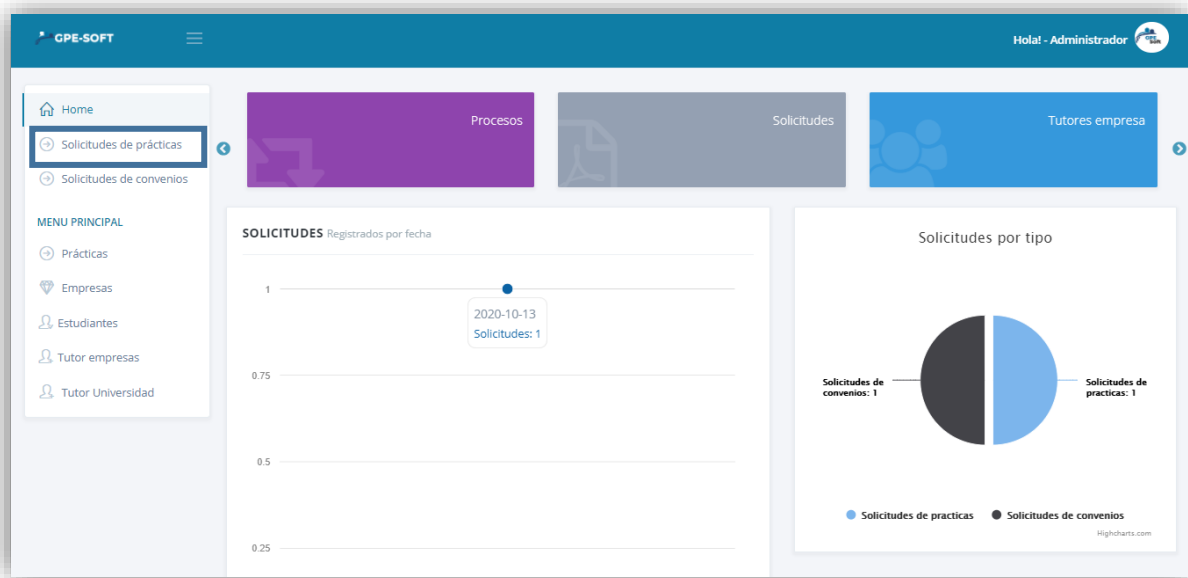 GPE-SOFT
Hola! - Administrador
GPE
Soft
Home
Solicitudes de prácticas
Solicitudes de convenios
MENU PRINCIPAL
Prácticas
Empresas
Estudiantes
Tutor empresas
Tutor Universidad
Procesos
Solicitudes
Tutores empresa
SOLICITUDES Registrados por fecha
1
2020-10-13
Solicitudes: 1
0.75
0.5
0.25
Solicitudes por tipo
Solicitudes de
convenios: 1
Solicitudes de
practicas: 1
Solicitudes de practicas
Solicitudes de convenios
Highcharts.com